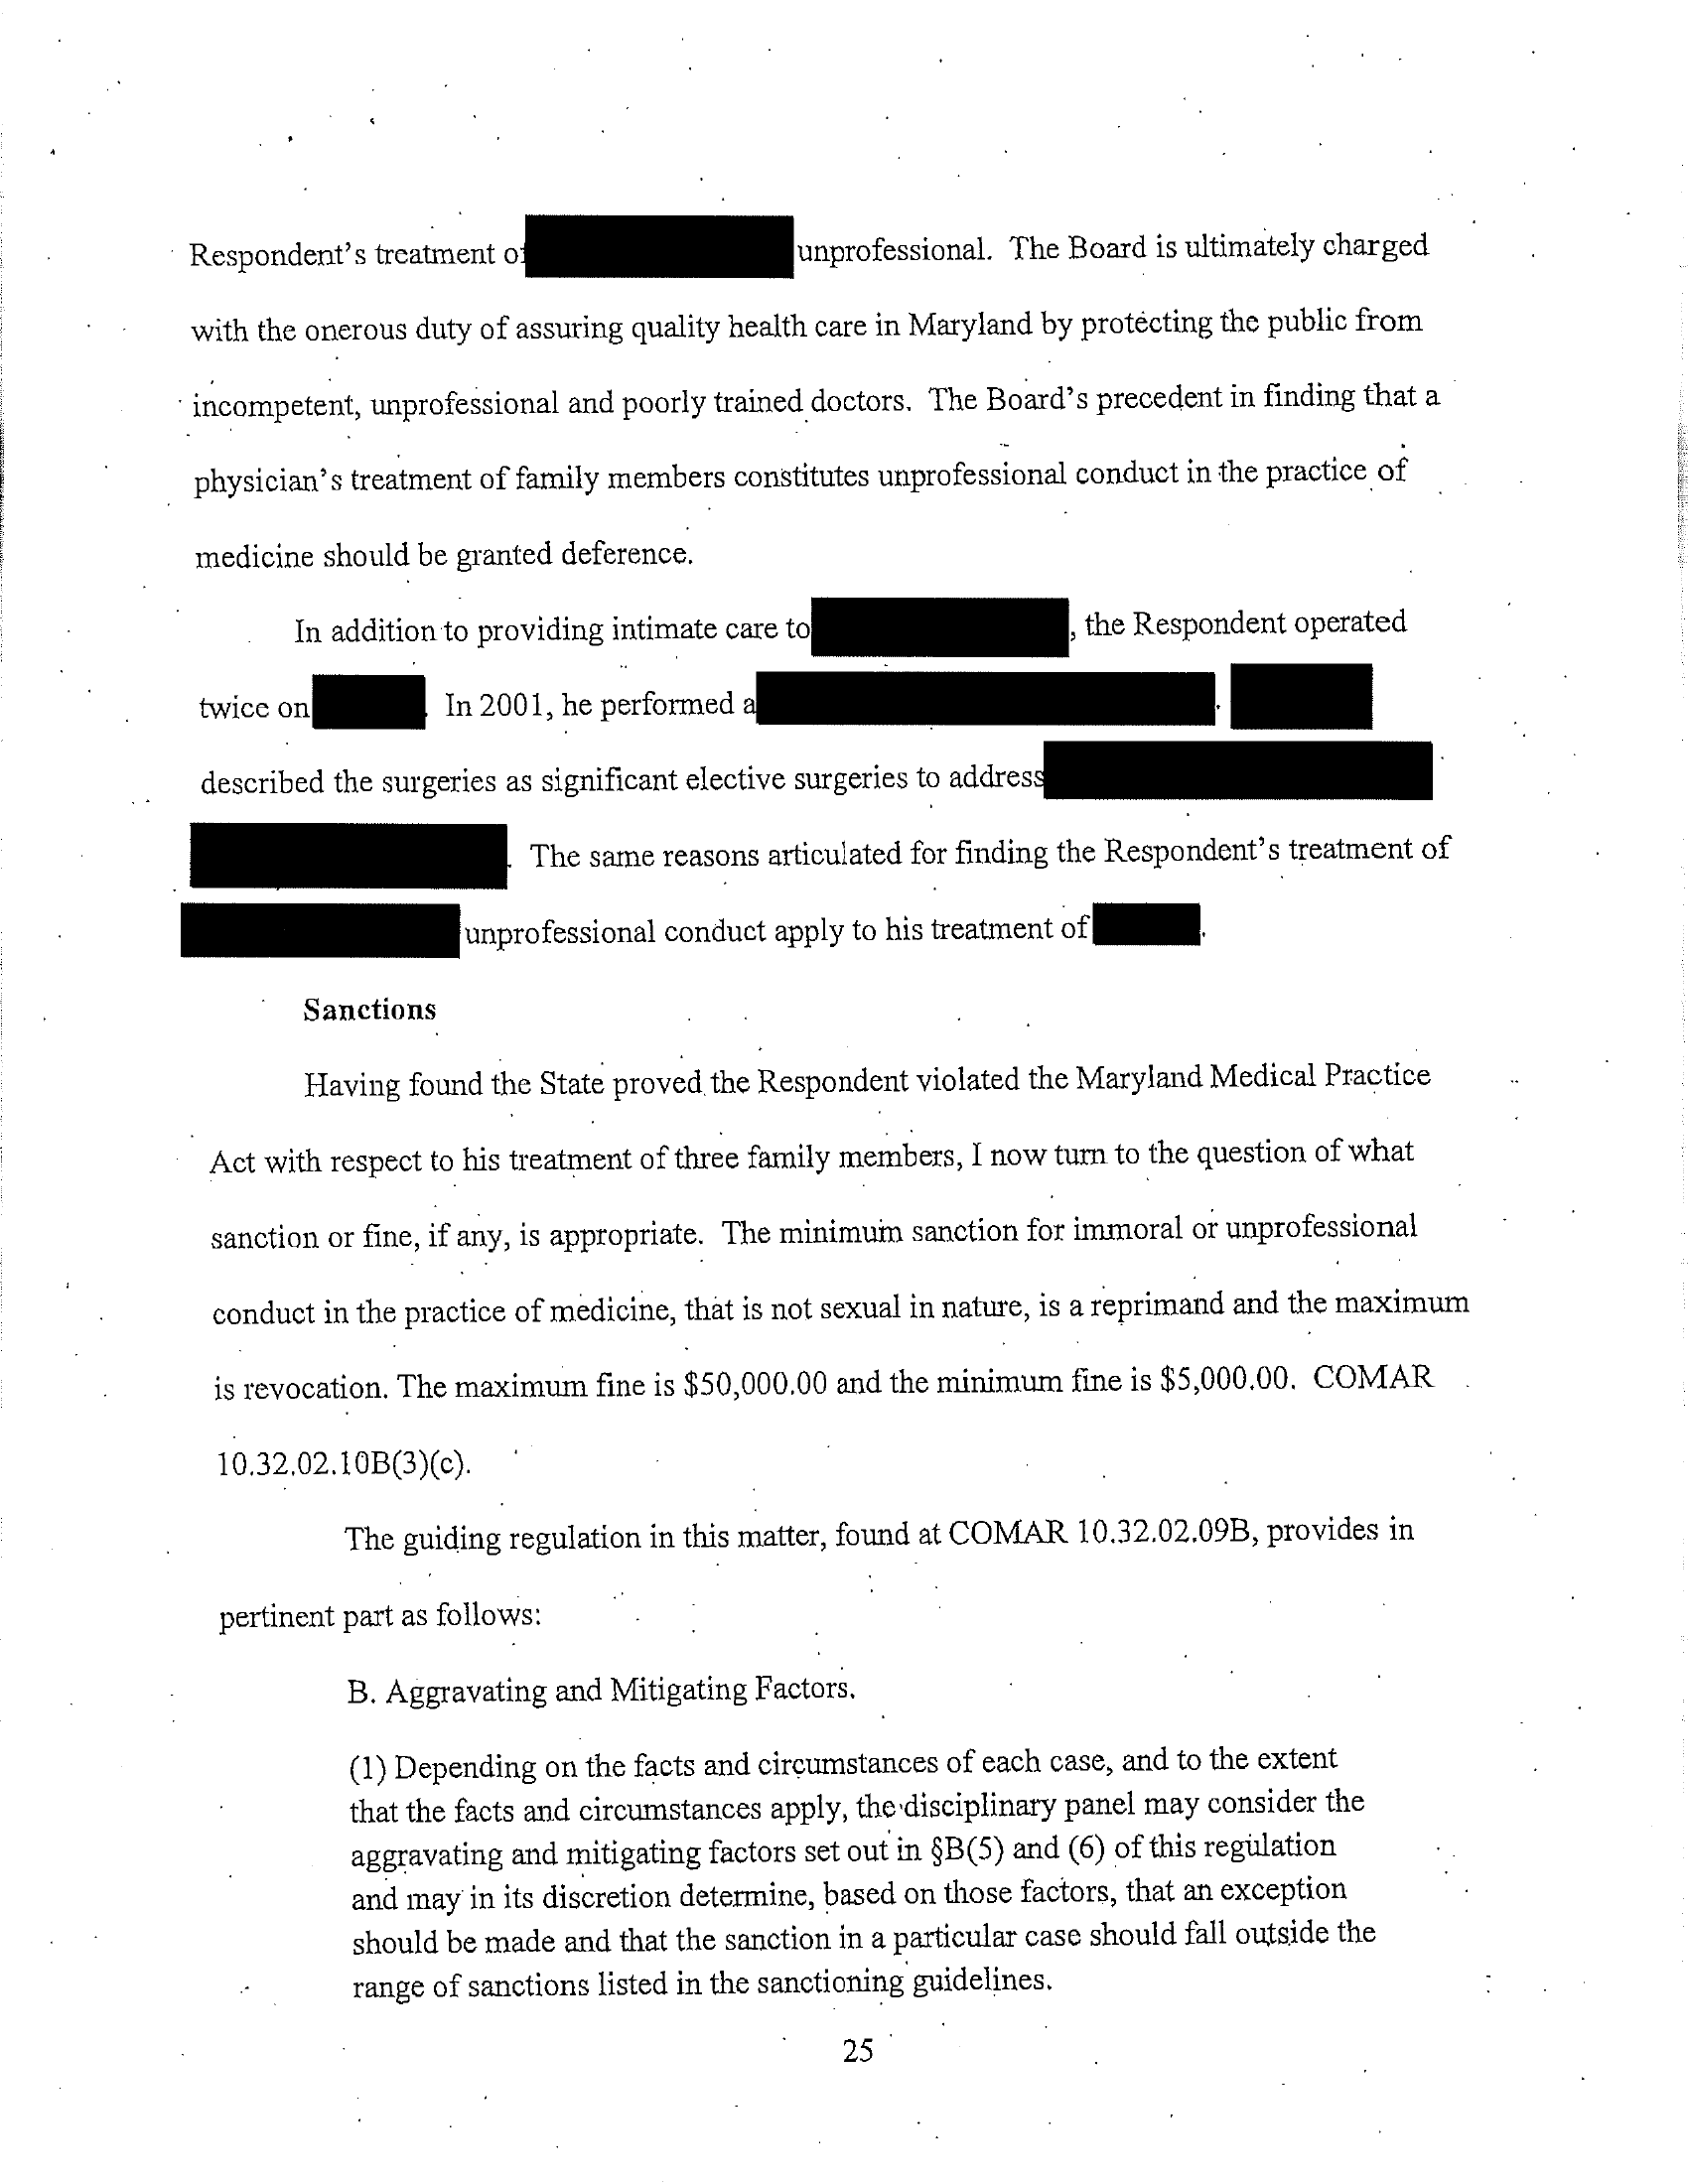 Respondent's treatment of unprofessional. The Board is ultimately charged
with the onerous duty of assuring quality health care in Maryland by protecting the public from
incompetent, unprofessional and poorly trained doctors. The Board's precedent in finding that a
physician's treatment of family members constitutes unprofessional conduct in the practice of
medicine should be granted deference.
In addition to providing intimate care to , the Respondent operated
twice on . In 2001, he performed a .
described the surgeries as significant elective surgeries to address
. The same reasons articulated for finding the Respondent's treatment of
unprofessional conduct apply to his treatment of .
Sanctions
Having found the State proved the Respondent violated the Maryland Medical Practice
Act with respect to his treatment of three family members, I now turn to the question of what
sanction or fine, if any, is appropriate. The minimum sanction for immoral or unprofessional
conduct in the practice of medicine, that is not sexual in nature, is a reprimand and the maximum
is revocation. The maximum fine is $50,000.00 and the minimum fine is $5,000.00. COMAR
10.32.02.10B(3)(c).
The guiding regulation in this matter, found at COMAR 10.32.02.09B, provides in
pertinent part as follows:
B. Aggravating and Mitigating Factors.
(1) Depending on the facts and circumstances of each case, and to the extent
that the facts and circumstances apply, the disciplinary panel may consider the
aggravating and mitigating factors set out in §B(5) and (6) of this regulation
and may in its discretion determine, based on those factors, that an exception
should be made and that the sanction in a particular case should fall outside the
range of sanctions listed in the sanctioning guidelines.
25